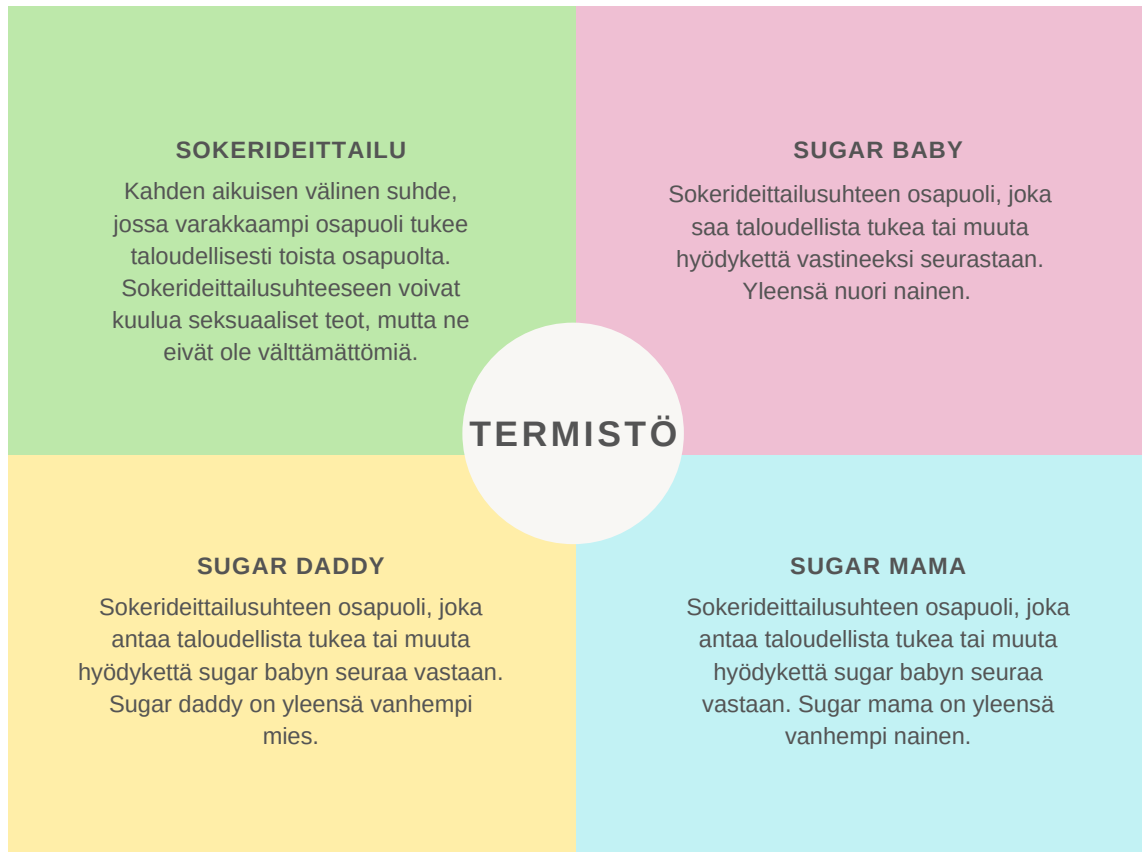 SOKERIDEITTAILU
Kahden aikuisen välinen suhde,
jossa varakkaampi osapuoli tukee
taloudellisesti toista osapuolta.
Sokerideittailusuhteeseen voivat
kuulua seksuaaliset teot, mutta ne
eivät ole välttämättömiä.
SUGAR BABY
Sokerideittailusuhteen osapuoli, joka
saa taloudellista tukea tai muuta
hyödykettä vastineeksi seurastaan.
Yleensä nuori nainen.
TERMISTÖ
SUGAR DADDY
Sokerideittailusuhteen osapuoli, joka
antaa taloudellista tukea tai muuta
hyödykettä sugar babyn seuraa vastaan.
Sugar daddy on yleensä vanhempi
mies.
SUGAR MAMA
Sokerideittailusuhteen osapuoli, joka
antaa taloudellista tukea tai muuta
hyödykettä sugar babyn seuraa
vastaan. Sugar mama on yleensä
vanhempi nainen.